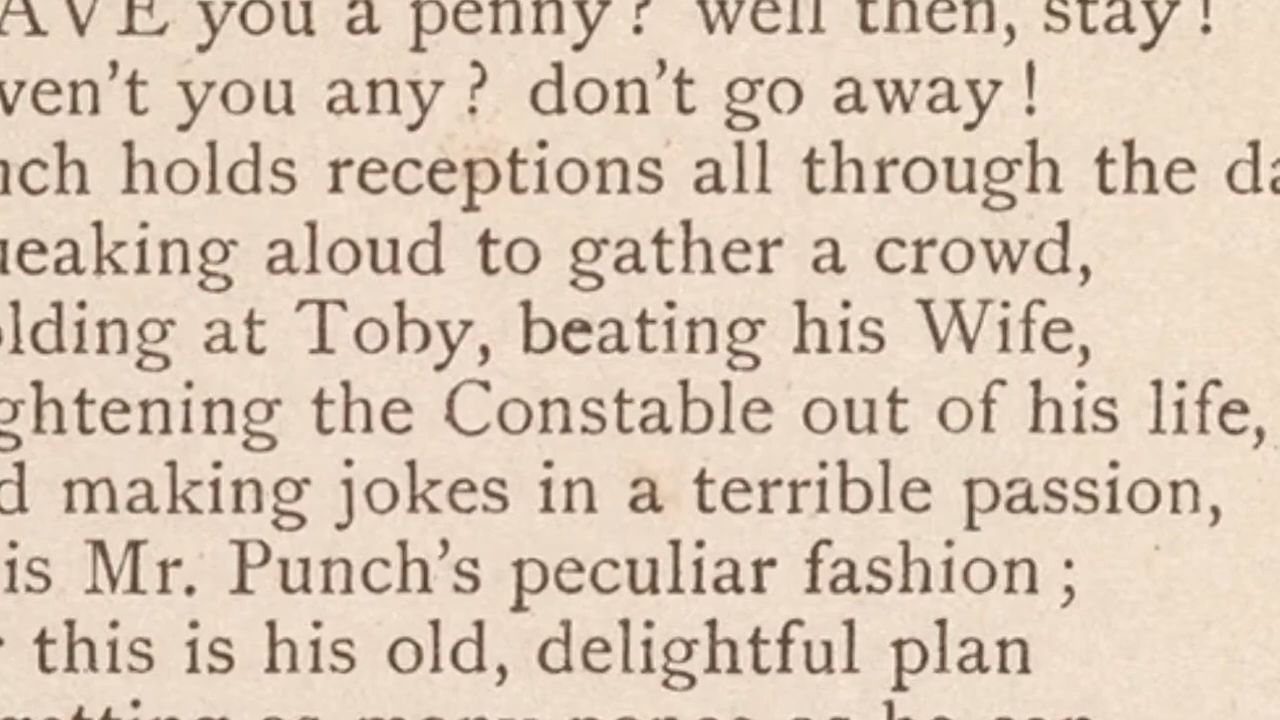 AVE you a penny? well then, stay!
ven't you any? don't go away!
nch holds receptions all through the da
ueaking aloud to gather a crowd,
olding at Toby, beating his Wife,
ghtening the Constable out of his life,
d making jokes in a terrible passion,
is Mr. Punch's peculiar fashion;
this is his old, delightful plan